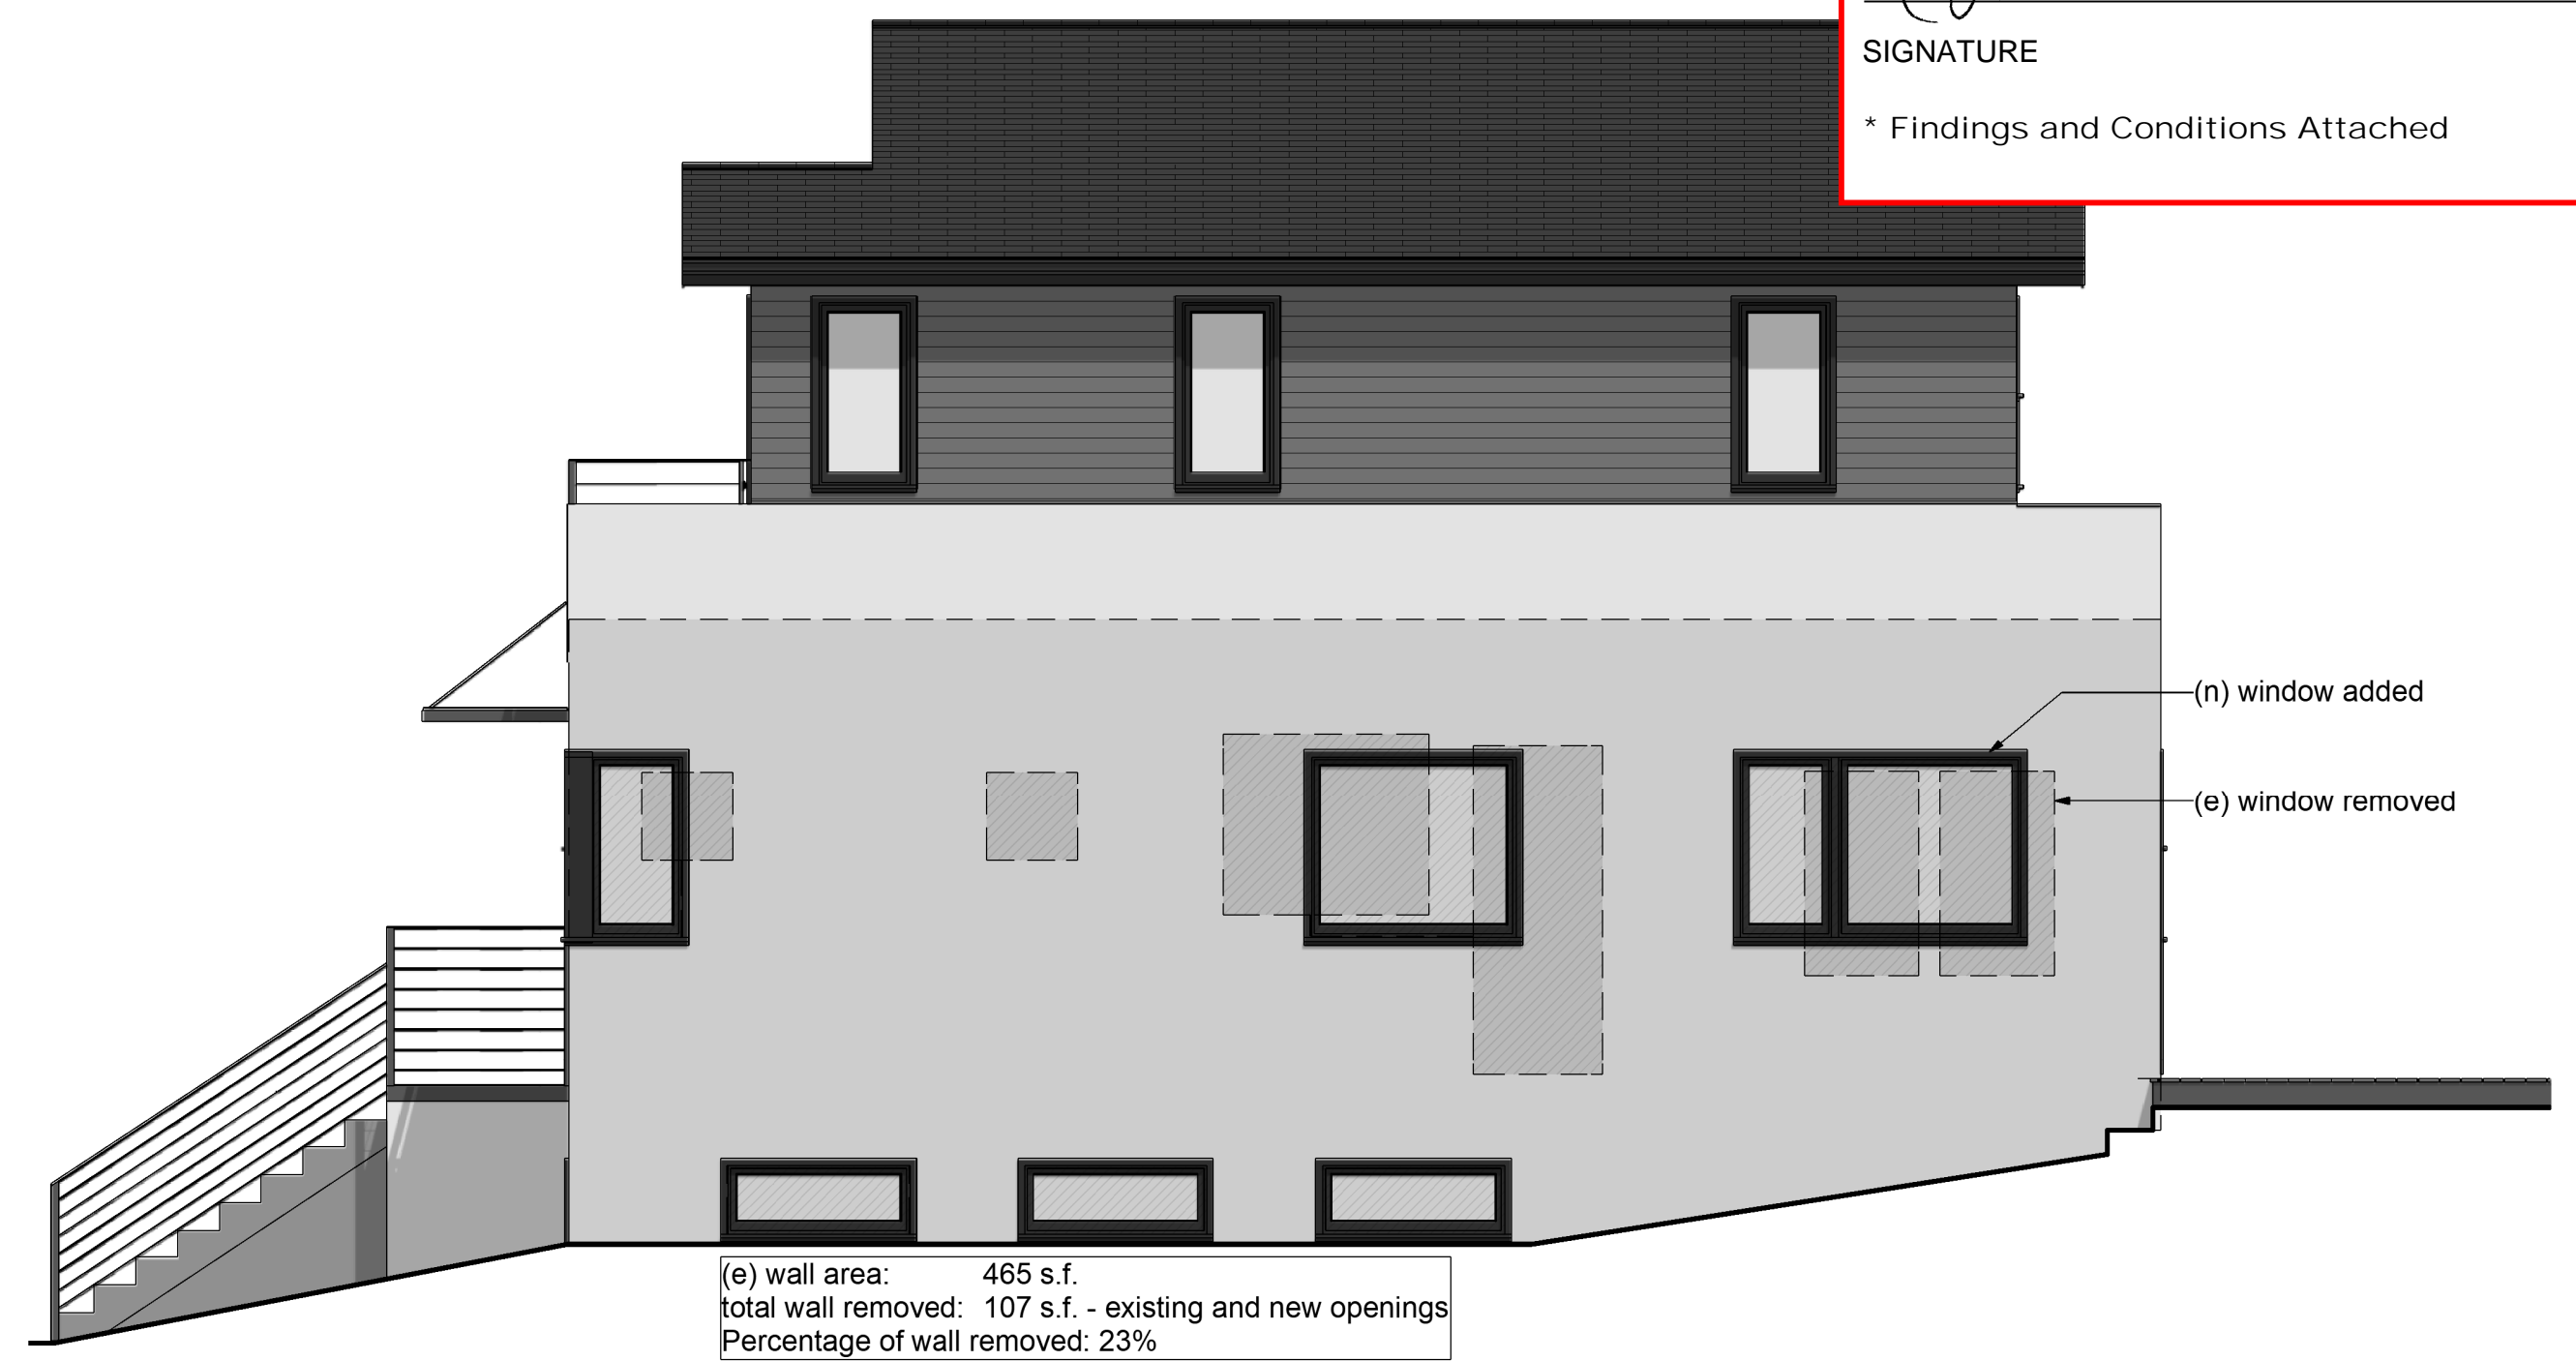 SIGNATURE
* Findings and Conditions Attached
(n) window added
(e) window removed
(e) wall area: 465 s.f.
total wall removed: 107 s.f. - existing and new openings
Percentage of wall removed: 23%